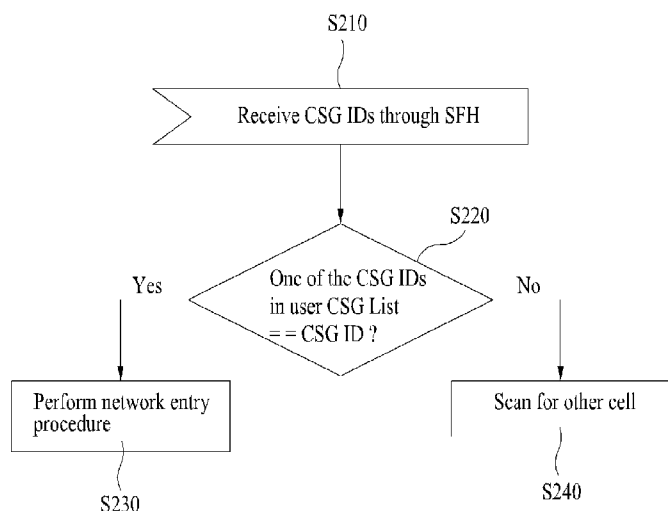 S210
Receive CSG IDs through SFH
S220
One of the CSG IDs
in user CSG List
= = CSG ID ?
Yes
No
Perform network entry
procedure
Scan for other cell
S230
S240